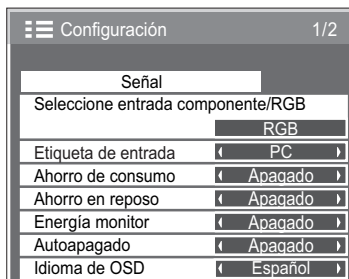 Configuración 1/2
Señal
Seleccione entrada componente/RGB
RGB
Etiqueta de entrada PC
Ahorro de consumo Apagado
Ahorro en reposo Apagado
Energía monitor Apagado
Autoapagado Apagado
Idioma de OSD Español